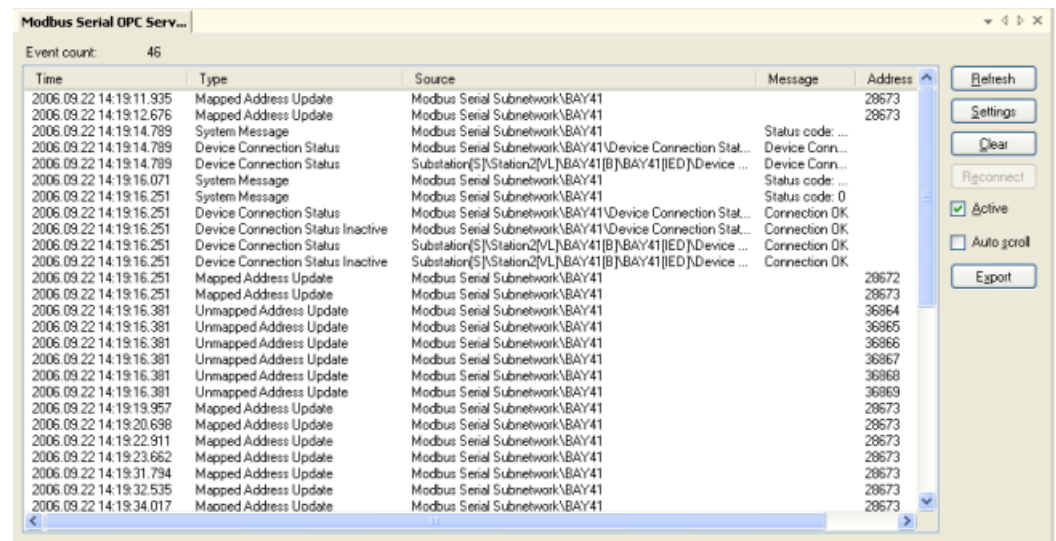 Modbus Serial OPC Serv...
Event count: 46
Time Type Source Message Address Refresh
2006.09.22 14:19:11.935 Mapped Address Update Modbus Serial Subnetwork\BAY41 28673
2006.09.22 14:19:12.676 Mapped Address Update Modbus Serial Subnetwork\BAY41 28673 Settings
2006.09.22 14:19:14.789 System Message Modbus Serial Subnetwork\BAY41 Status code: ...
2006.09.22 14:19:14.789 Device Connection Status Modbus Serial Subnetwork\BAY41\Device Connection Stat... Device Conn... Clear
2006.09.22 14:19:14.789 Device Connection Status Substation[S]\Station2[VL]\BAY41[B]\BAY41[IED]\Device ... Device Conn...
2006.09.22 14:19:16.071 System Message Modbus Serial Subnetwork\BAY41 Status code: ... Reconnect
2006.09.22 14:19:16.251 System Message Modbus Serial Subnetwork\BAY41 Status code: 0
2006.09.22 14:19:16.251 Device Connection Status Modbus Serial Subnetwork\BAY41\Device Connection Stat... Connection OK Active
2006.09.22 14:19:16.251 Device Connection Status Inactive Modbus Serial Subnetwork\BAY41\Device Connection Stat... Connection OK
2006.09.22 14:19:16.251 Device Connection Status Substation[S]\Station2[VL]\BAY41[B]\BAY41[IED]\Device ... Connection OK Auto scroll
2006.09.22 14:19:16.251 Device Connection Status Inactive Substation[S]\Station2[VL]\BAY41[B]\BAY41[IED]\Device ... Connection OK
2006.09.22 14:19:16.251 Mapped Address Update Modbus Serial Subnetwork\BAY41 28672 Export
2006.09.22 14:19:16.251 Mapped Address Update Modbus Serial Subnetwork\BAY41 28673
2006.09.22 14:19:16.381 Unmapped Address Update Modbus Serial Subnetwork\BAY41 36864
2006.09.22 14:19:16.381 Unmapped Address Update Modbus Serial Subnetwork\BAY41 36865
2006.09.22 14:19:16.381 Unmapped Address Update Modbus Serial Subnetwork\BAY41 36866
2006.09.22 14:19:16.381 Unmapped Address Update Modbus Serial Subnetwork\BAY41 36867
2006.09.22 14:19:16.381 Unmapped Address Update Modbus Serial Subnetwork\BAY41 36868
2006.09.22 14:19:16.381 Unmapped Address Update Modbus Serial Subnetwork\BAY41 36869
2006.09.22 14:19:19.957 Mapped Address Update Modbus Serial Subnetwork\BAY41 28673
2006.09.22 14:19:20.698 Mapped Address Update Modbus Serial Subnetwork\BAY41 28673
2006.09.22 14:19:22.911 Mapped Address Update Modbus Serial Subnetwork\BAY41 28673
2006.09.22 14:19:23.662 Mapped Address Update Modbus Serial Subnetwork\BAY41 28673
2006.09.22 14:19:31.794 Mapped Address Update Modbus Serial Subnetwork\BAY41 28673
2006.09.22 14:19:32.535 Mapped Address Update Modbus Serial Subnetwork\BAY41 28673
2006.09.22 14:19:34.017 Mapped Address Update Modbus Serial Subnetwork\BAY41 28673